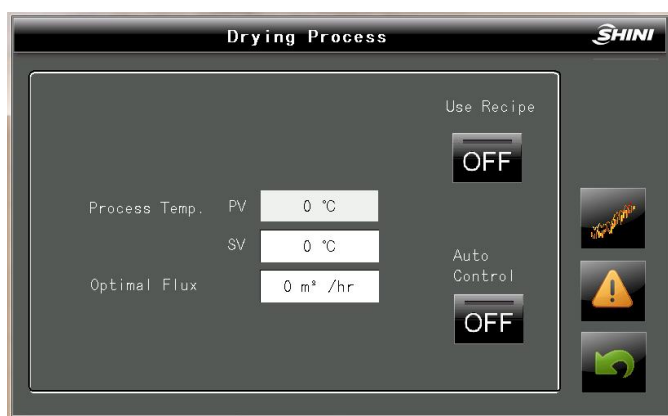 Drying Process
SHINI
Use Recipe
OFF
Process Temp. PV 0 ℃
SV 0 ℃
Auto
Control
Optimal Flux 0 m³ /hr
OFF